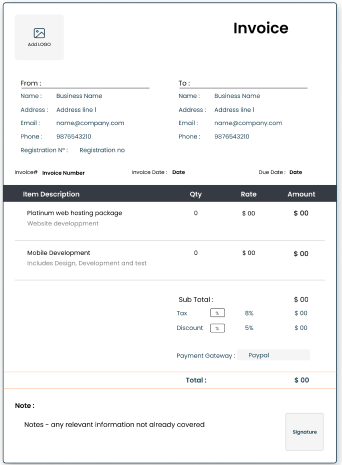 Invoice
Add LOGO
From : To :
Name : Business Name Name : Business Name
Address : Address line 1 Address : Address line 1
Email : name@company.com Email : name@company.com
Phone : 9876543210 Phone : 9876543210
Registration N° : Registration no
Invoice# Invoice Number Invoice Date : Date Due Date : Date
Item Description Qty Rate Amount
Platinum web hosting package 0 $ 00 $ 00
Website developpment
Mobile Development 0 $ 00 $ 00
Includes Design, Development and test
Sub Total : $ 00
Tax % 8% $ 00
Discount % 5% $ 00
Payment Gateway : Paypal
Total : $ 00
Note :
Notes - any relevant information not already covered
Signature